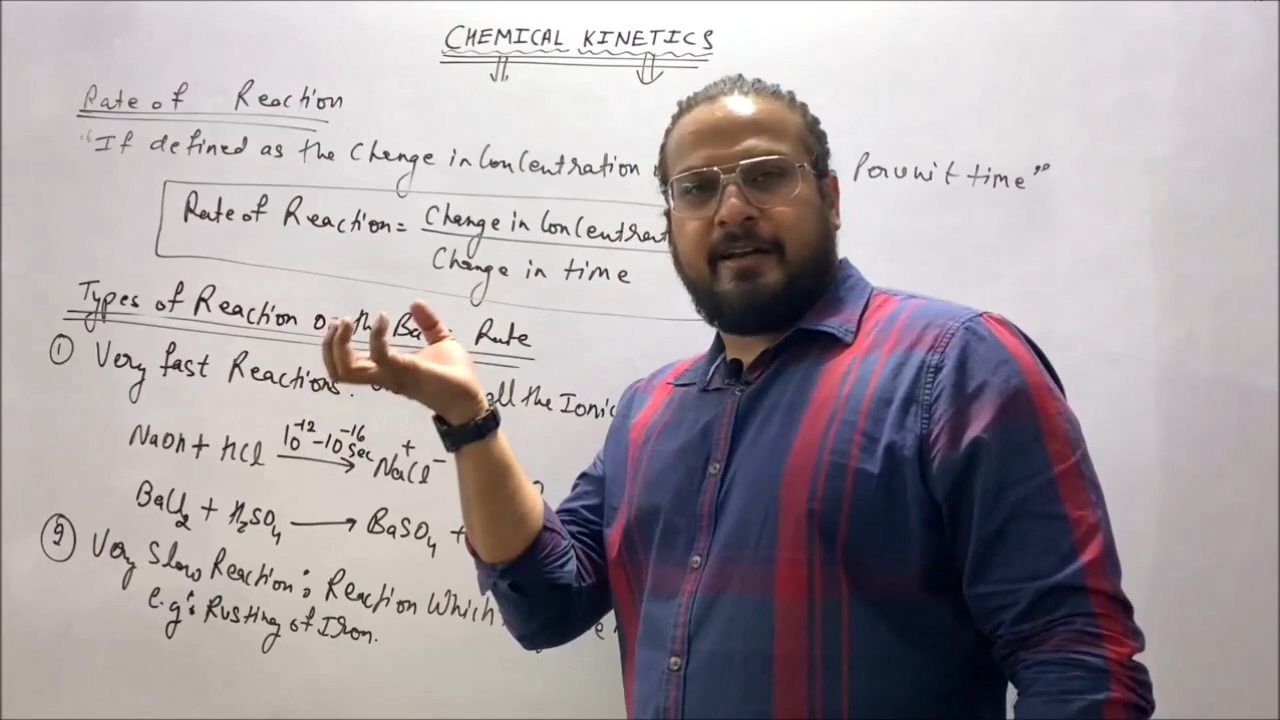 CHEMICAL KINETICS
Rate of Reaction
"If defined as the Change in Concentration Per unit time"
Rate of Reaction = Change in Concentrat
Change in time
Types of Reaction the Rate
① Very fast Reactions. all the Ionic
NaOH + HCl 10⁻¹²-10⁻¹⁶ sec → Na⁺Cl⁻
BaCl₂ + H₂SO₄ → BaSO₄ +
② Very Slow Reaction : Reaction Which
e.g : Rusting of Iron.